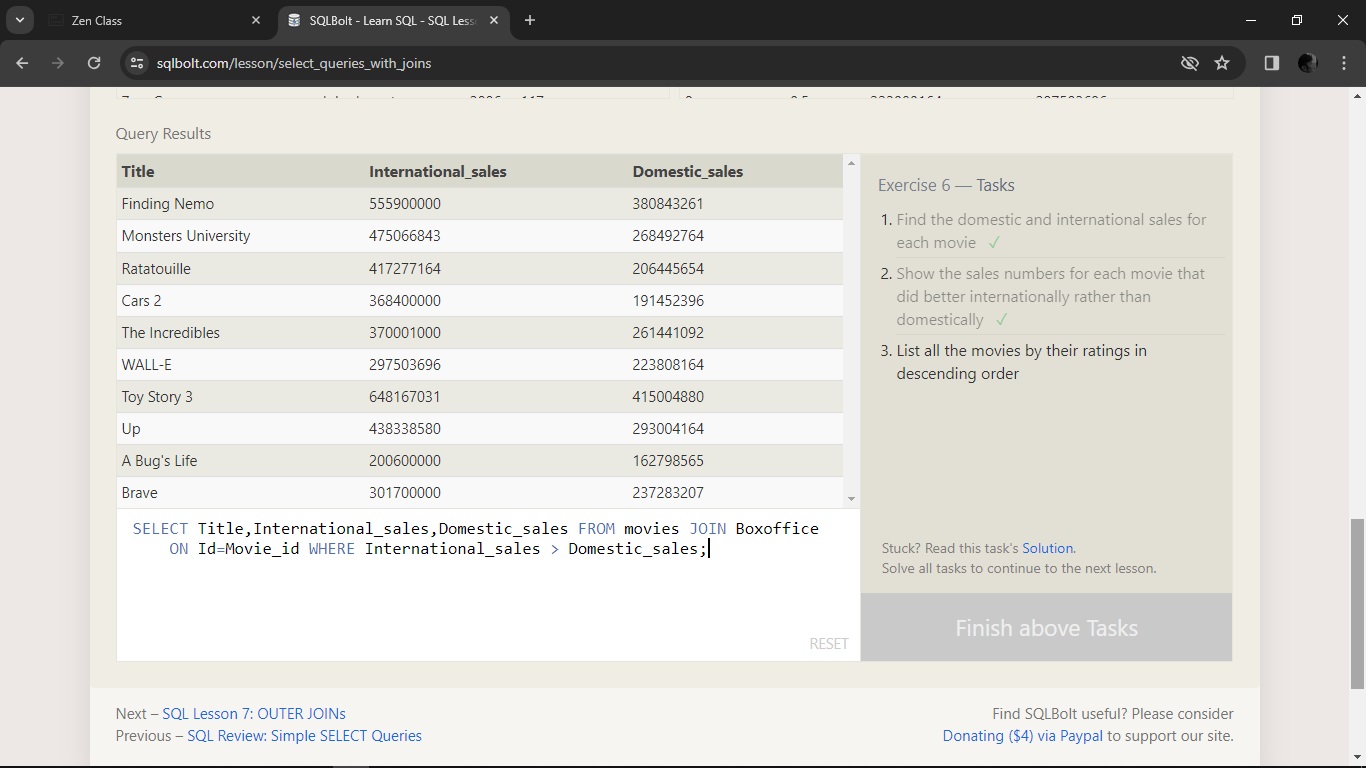 Zen Class
SQLBolt - Learn SQL - SQL Less
sqlbolt.com/lesson/select_queries_with_joins
Query Results
Title International_sales Domestic_sales
Finding Nemo 555900000 380843261
Monsters University 475066843 268492764
Ratatouille 417277164 206445654
Cars 2 368400000 191452396
The Incredibles 370001000 261441092
WALL-E 297503696 223808164
Toy Story 3 648167031 415004880
Up 438338580 293004164
A Bug's Life 200600000 162798565
Brave 301700000 237283207
SELECT Title,International_sales,Domestic_sales FROM movies JOIN Boxoffice
ON Id=Movie_id WHERE International_sales > Domestic_sales;
RESET
Exercise 6 — Tasks
1. Find the domestic and international sales for
each movie ✓
2. Show the sales numbers for each movie that
did better internationally rather than
domestically ✓
3. List all the movies by their ratings in
descending order
Stuck? Read this task's Solution.
Solve all tasks to continue to the next lesson.
Finish above Tasks
Next – SQL Lesson 7: OUTER JOINs
Previous – SQL Review: Simple SELECT Queries
Find SQLBolt useful? Please consider
Donating ($4) via Paypal to support our site.